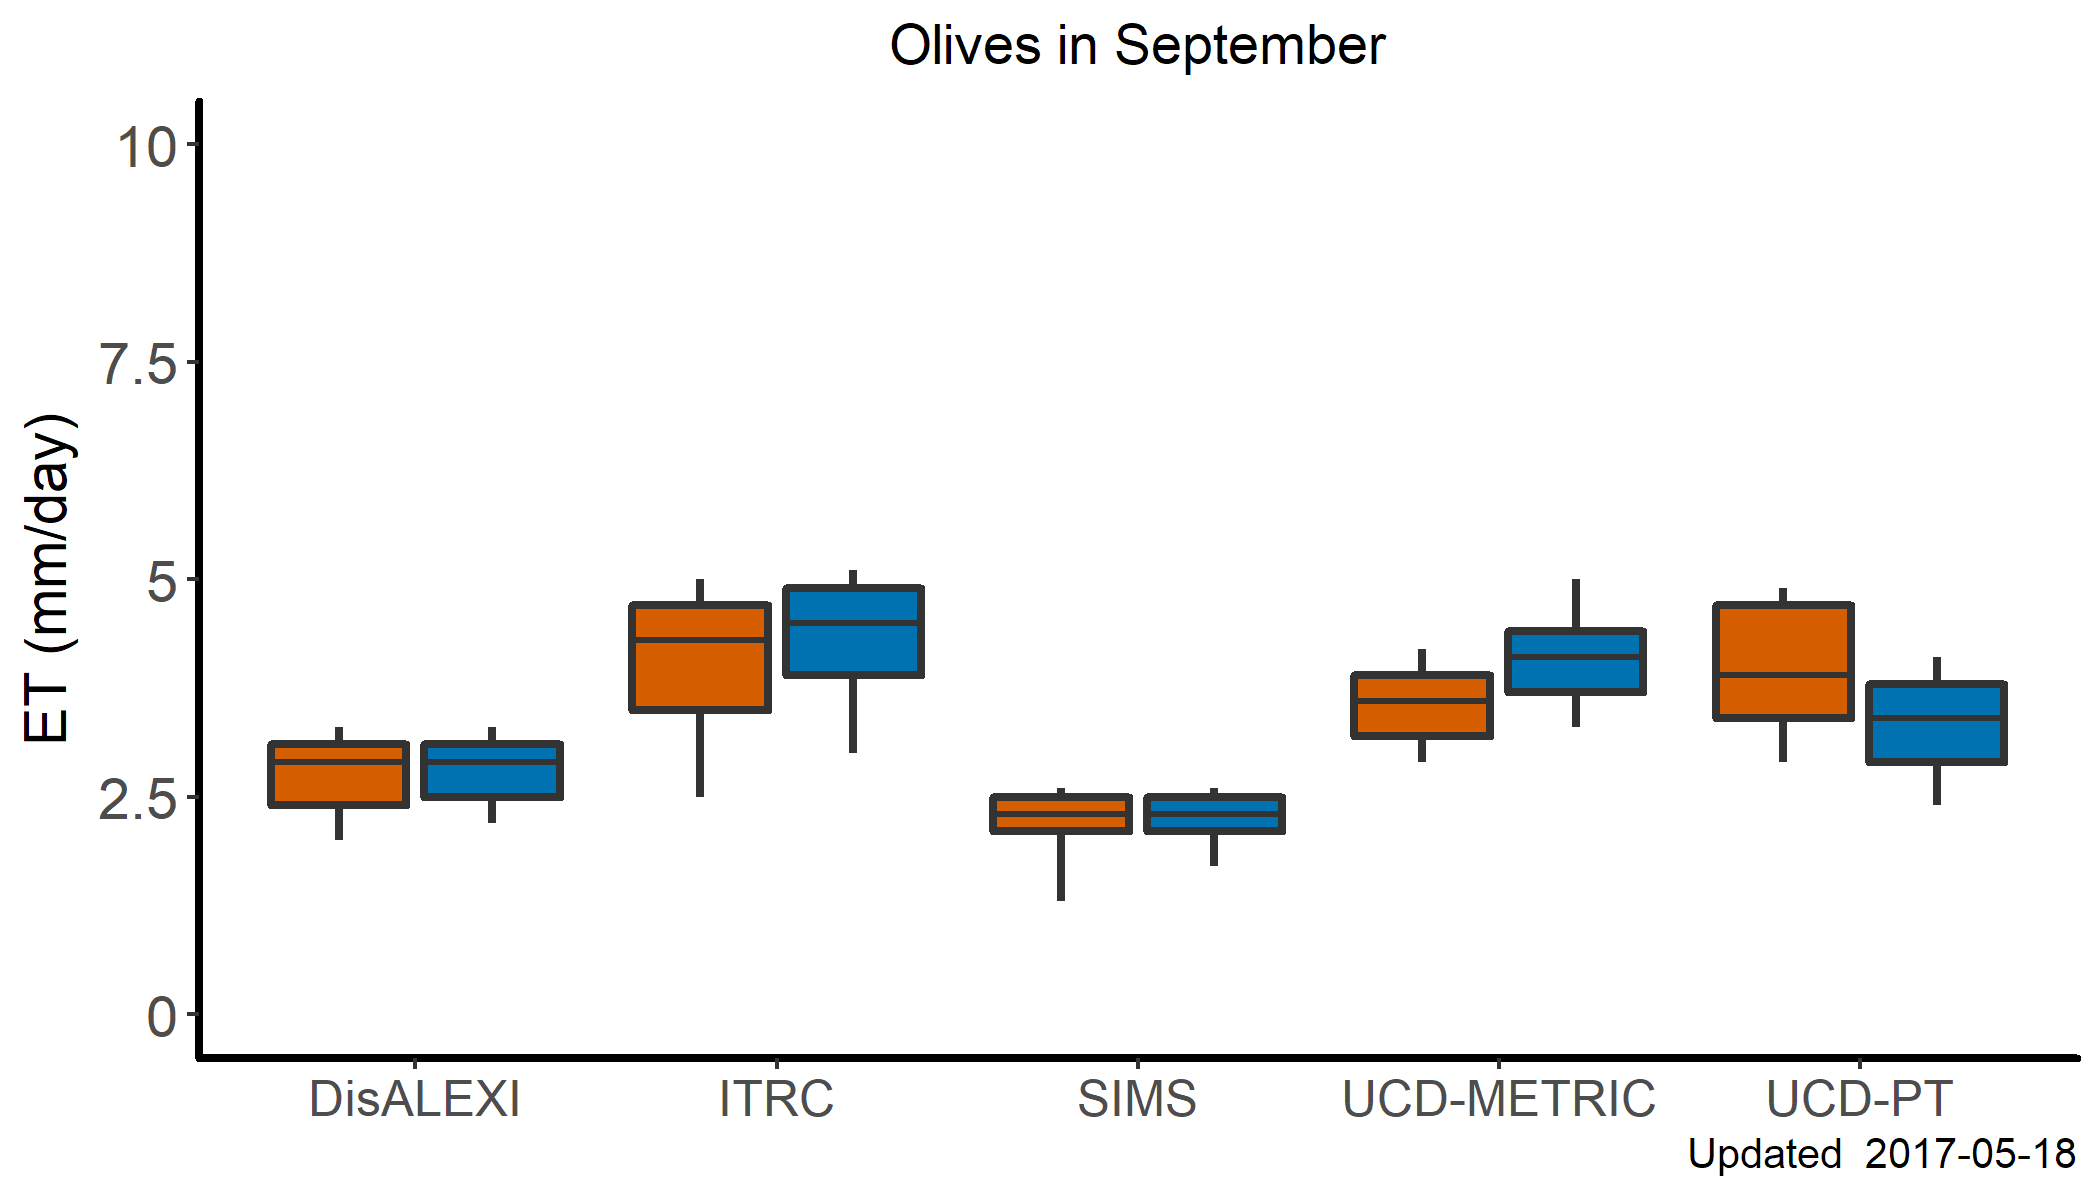 Olives in September
10
7.5
5
2.5
0
ET (mm/day)
DisALEXI ITRC SIMS UCD-METRIC UCD-PT
Updated  2017-05-18